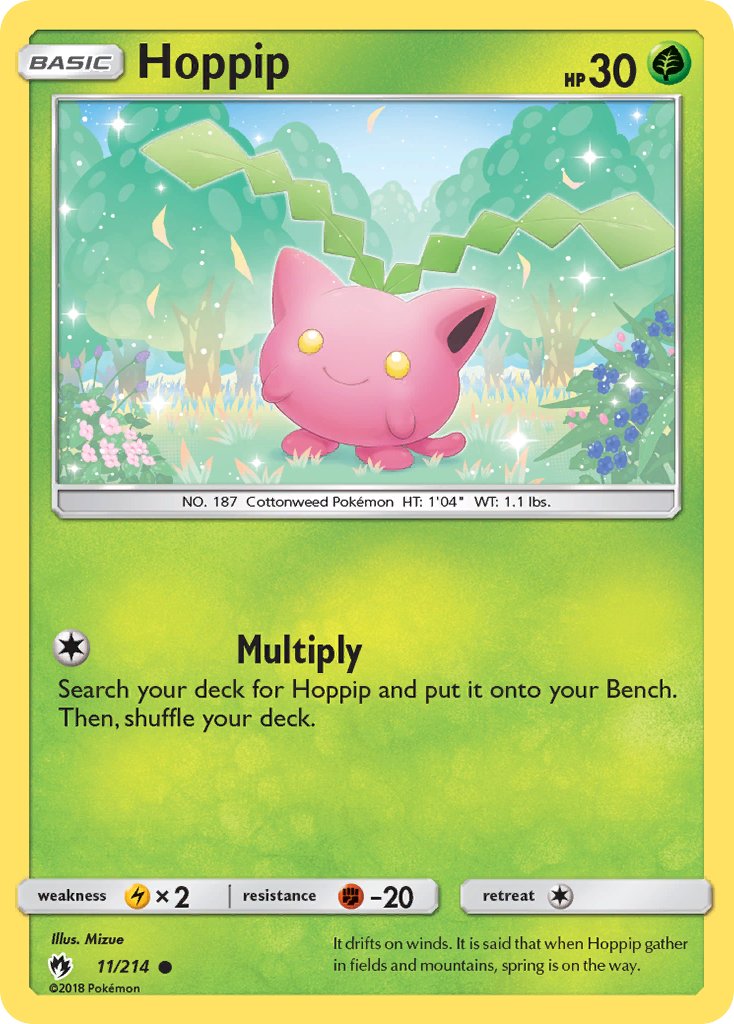 BASIC
Hoppip
HP 30
NO. 187 Cottonweed Pokémon HT: 1'04" WT: 1.1 lbs.
Multiply
Search your deck for Hoppip and put it onto your Bench.
Then, shuffle your deck.
weakness × 2 resistance -20 retreat
Illus. Mizue
11/214
©2018 Pokémon
It drifts on winds. It is said that when Hoppip gather
in fields and mountains, spring is on the way.